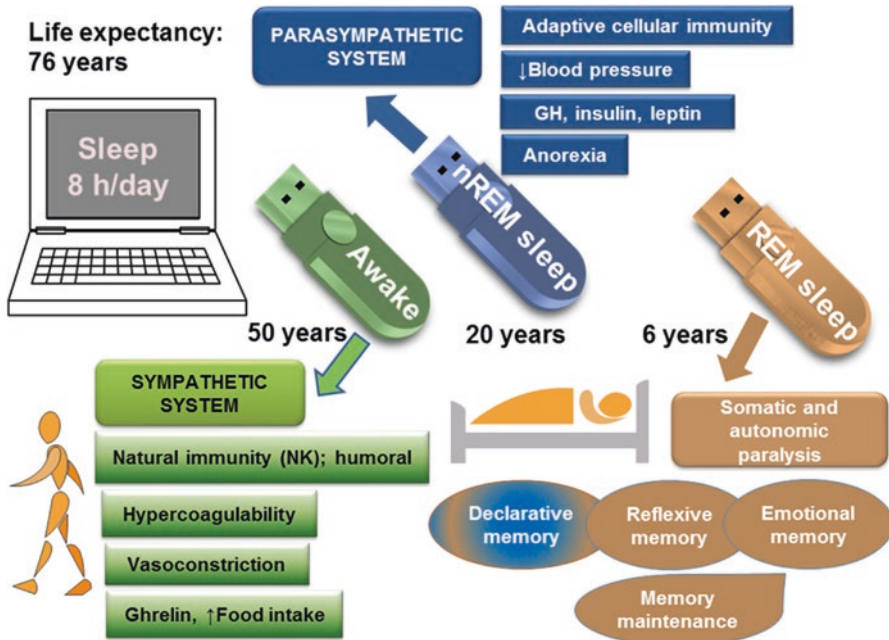 Life expectancy:
76 years
PARASYMPATHETIC
SYSTEM
Adaptive cellular immunity
↓Blood pressure
GH, insulin, leptin
Anorexia
Sleep
8 h/day
Awake
nREM sleep
REM sleep
50 years
20 years
6 years
SYMPATHETIC
SYSTEM
Natural immunity (NK); humoral
Hypercoagulability
Vasoconstriction
Ghrelin, ↑Food intake
Somatic and
autonomic
paralysis
Declarative
memory
Reflexive
memory
Emotional
memory
Memory
maintenance